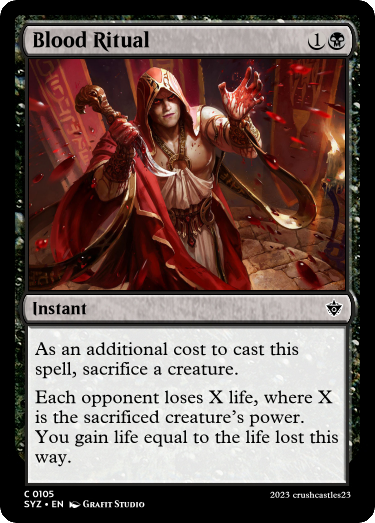 Blood Ritual 1
Instant
As an additional cost to cast this
spell, sacrifice a creature.
Each opponent loses X life, where X
is the sacrificed creature's power.
You gain life equal to the life lost this
way.
C 0105
SYZ • EN Grafit Studio
2023 crushcastles23